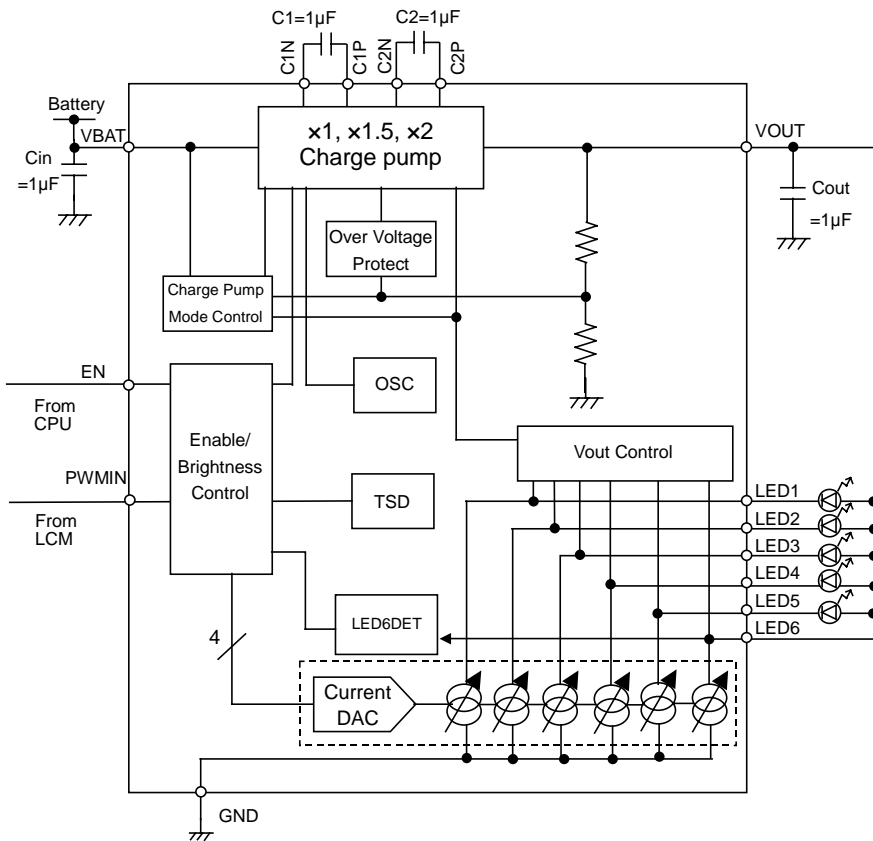 C1=1µF
C2=1µF
C1N
C1P
C2N
C2P
Battery
VBAT
Cin
=1µF
×1, ×1.5, ×2
Charge pump
VOUT
Cout
=1µF
Over Voltage
Protect
Charge Pump
Mode Control
EN
From
CPU
OSC
Enable/
Brightness
Control
Vout Control
PWMIN
From
LCM
TSD
LED1
LED2
LED3
LED4
LED5
LED6
LED6DET
4
Current
DAC
GND